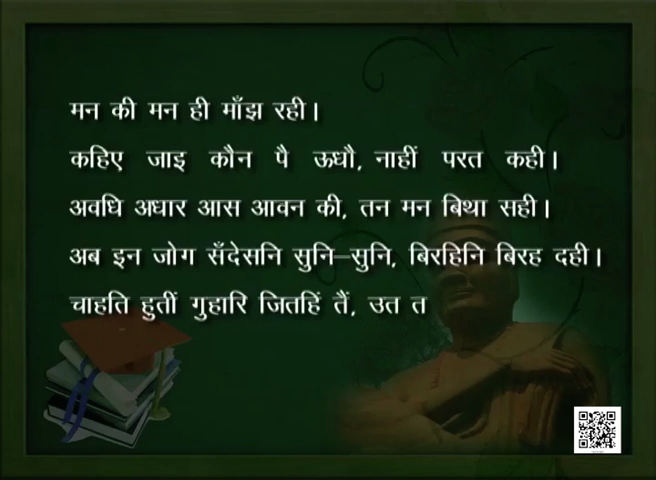 मन की मन ही माँझ रही।
कहिए जाइ कौन पै ऊधौ, नाहीं परत कही।
अवधि अधार आस आवन की, तन मन बिथा सही।
अब इन जोग सँदेसनि सुनि–सुनि, बिरहिनि बिरह दही।
चाहति हुतीं गुहारि जितहिं तैं, उत त